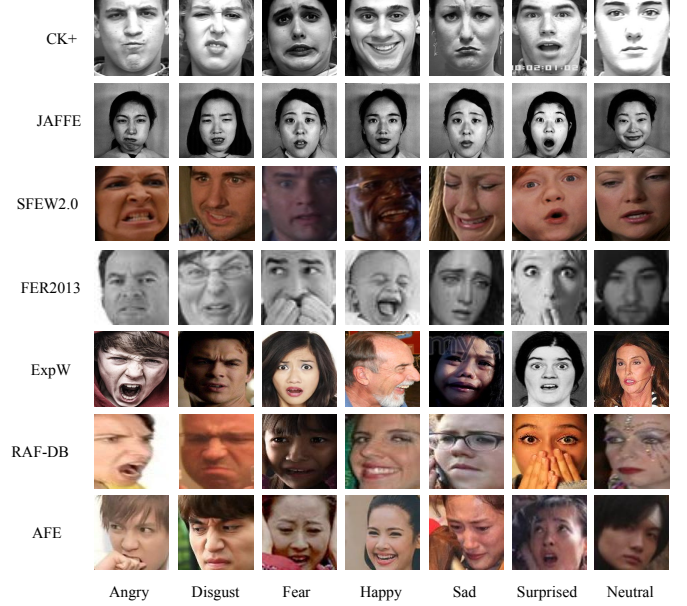 CK+
JAFFE
SFEW2.0
FER2013
ExpW
RAF-DB
AFE
Angry Disgust Fear Happy Sad Surprised Neutral